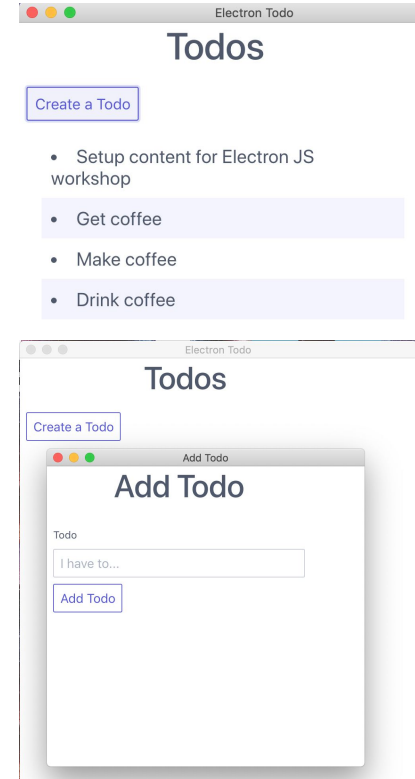 Electron Todo
Todos
Create a Todo
• Setup content for Electron JS
workshop
• Get coffee
• Make coffee
• Drink coffee
Electron Todo
Todos
Create a Todo
Add Todo
Add Todo
Todo
I have to...
Add Todo